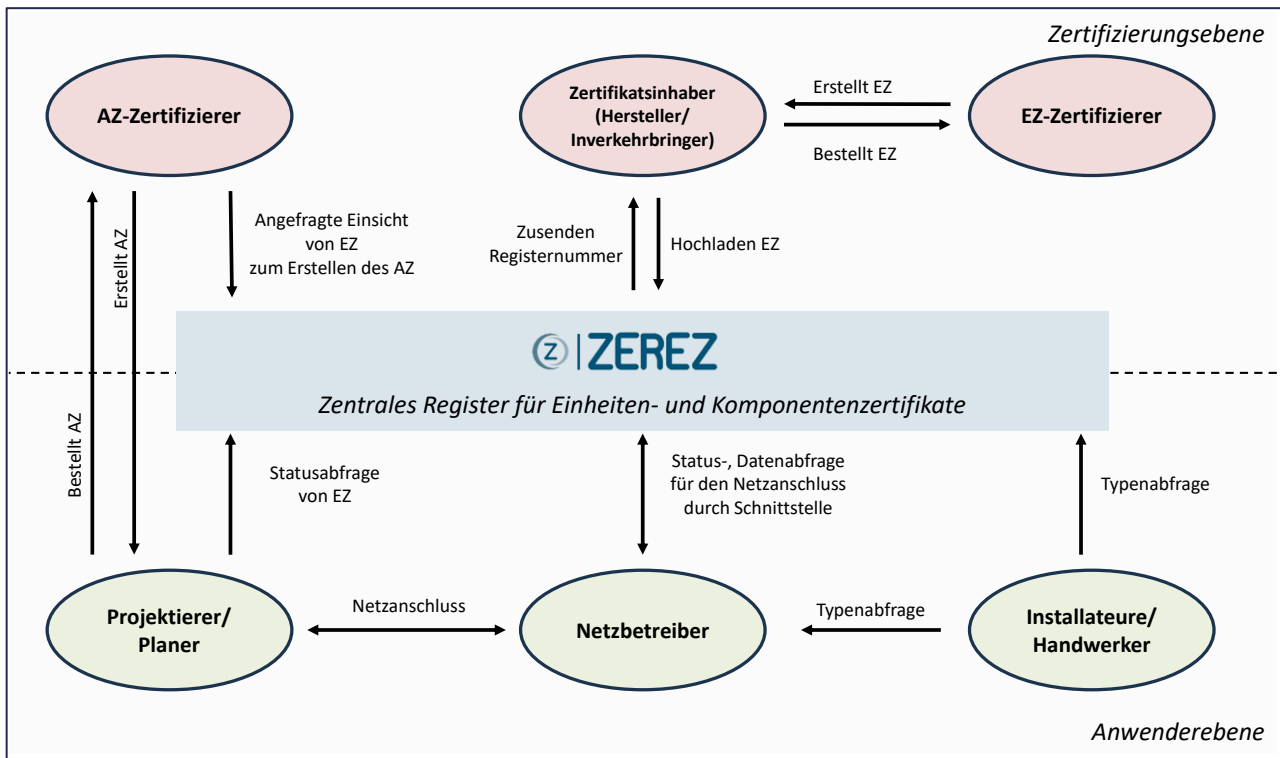 Zertifizierungsebene
AZ-Zertifizierer
Zertifikatsinhaber
(Hersteller/
Inverkehrbringer)
Erstellt EZ
Bestellt EZ
EZ-Zertifizierer
Bestellt AZ
Erstellt AZ
Angefragte Einsicht
von EZ
zum Erstellen des AZ
Zusenden
Registernummer
Hochladen EZ
Z | ZEREZ
Zentrales Register für Einheiten- und Komponentenzertifikate
Statusabfrage
von EZ
Status-, Datenabfrage
für den Netzanschluss
durch Schnittstelle
Typenabfrage
Projektierer/
Planer
Netzanschluss
Netzbetreiber
Typenabfrage
Installateure/
Handwerker
Anwenderebene